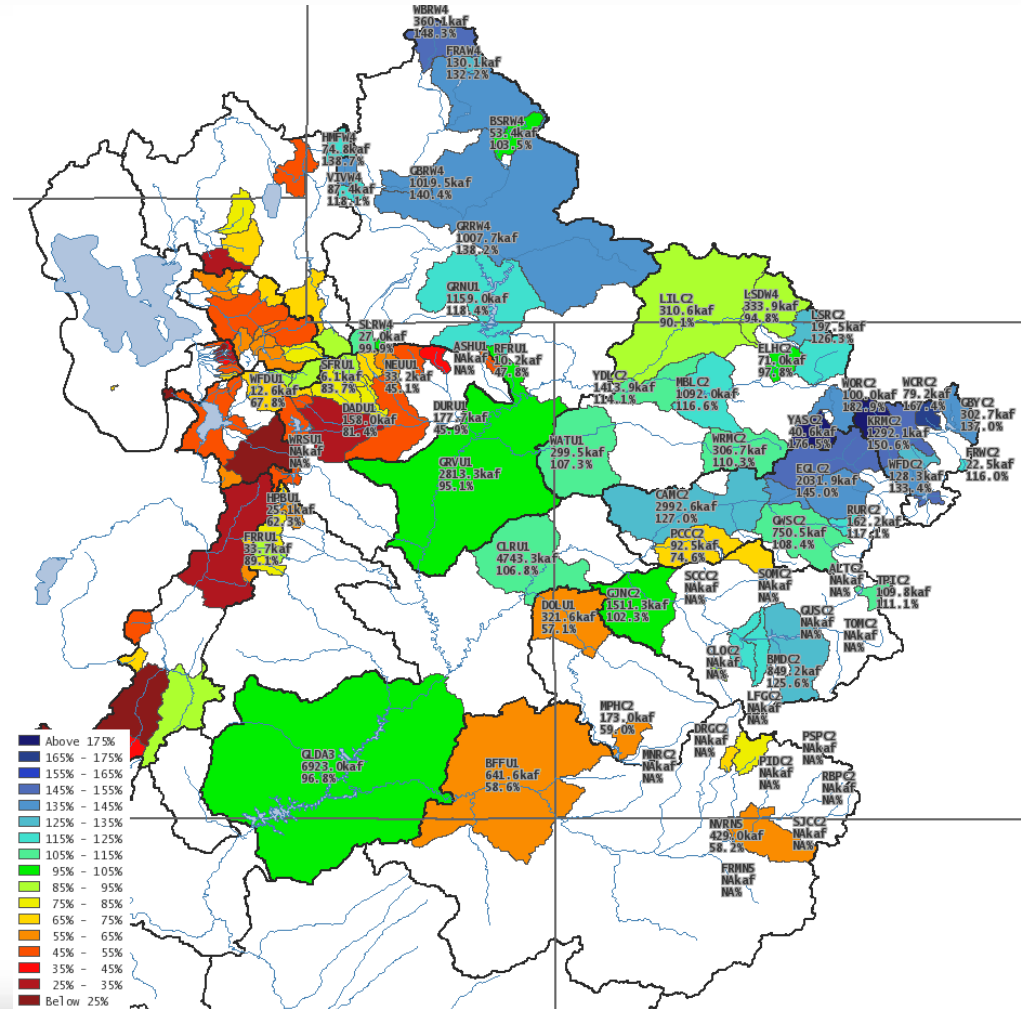 WBRW4
360.1kaf
148.3%
FRAW4
130.1kaf
132.2%
BSRW4
53.4kaf
103.5%
HMFW4
74.8kaf
138.7%
VIVW4
87.4kaf
118.1%
GBRW4
1019.5kaf
140.4%
GRRW4
1007.7kaf
138.2%
GRNU1
1159.0kaf
118.4%
LILC2
310.6kaf
90.1%
LSDW4
333.9kaf
94.8%
LSRC2
197.5kaf
126.3%
SLRW4
27.0kaf
99.9%
ASHU1
NAkaf
NA%
RFRU1
10.2kaf
47.8%
ELHC2
71.0kaf
97.8%
SFRU1
6.1kaf
83.7%
NEUU1
33.2kaf
45.1%
WFDU1
12.6kaf
67.8%
YDLC2
1413.9kaf
114.1%
MBLC2
1092.0kaf
116.6%
WORC2
100.0kaf
182.9%
WCRC2
79.2kaf
167.4%
GBYC2
302.7kaf
137.0%
DADU1
158.0kaf
81.4%
DURU1
177.7kaf
45.9%
YASC2
40.6kaf
176.5%
KRMC2
1292.1kaf
150.6%
WRSU1
NAkaf
NA%
WATU1
299.5kaf
107.3%
WRMC2
306.7kaf
110.3%
FRWC2
22.5kaf
116.0%
GRVU1
2813.3kaf
95.1%
EGLC2
2031.9kaf
145.0%
WFDC2
128.3kaf
133.4%
HPBU1
25.1kaf
62.3%
CAMC2
2992.6kaf
127.0%
RURC2
162.2kaf
117.1%
GWSC2
750.5kaf
108.4%
FRRU1
33.7kaf
89.1%
PCCC2
92.5kaf
74.6%
CLRU1
4743.3kaf
106.8%
SCCC2
NAkaf
NA%
SOMC2
NAkaf
NA%
ALTC2
NAkaf
NA%
TPIC2
109.8kaf
111.1%
DOLU1
321.6kaf
57.1%
GJNC2
1511.3kaf
102.3%
GUSC2
NAkaf
NA%
TOMC2
NAkaf
NA%
CLOC2
NAkaf
NA%
BMDC2
849.2kaf
125.6%
LFGC2
NAkaf
NA%
MPHC2
173.0kaf
59.0%
DRGC2
NAkaf
NA%
PSPC2
NAkaf
NA%
GLDA3
6923.0kaf
96.8%
BFFU1
641.6kaf
58.6%
MNRC2
NAkaf
NA%
PIDC2
NAkaf
NA%
RBPC2
NAkaf
NA%
NVRN5
429.0kaf
58.2%
SJCC2
NAkaf
NA%
FRMN5
NAkaf
NA%
Above 175%
165% - 175%
155% - 165%
145% - 155%
135% - 145%
125% - 135%
115% - 125%
105% - 115%
95% - 105%
85% - 95%
75% - 85%
65% - 75%
55% - 65%
45% - 55%
35% - 45%
25% - 35%
Below 25%